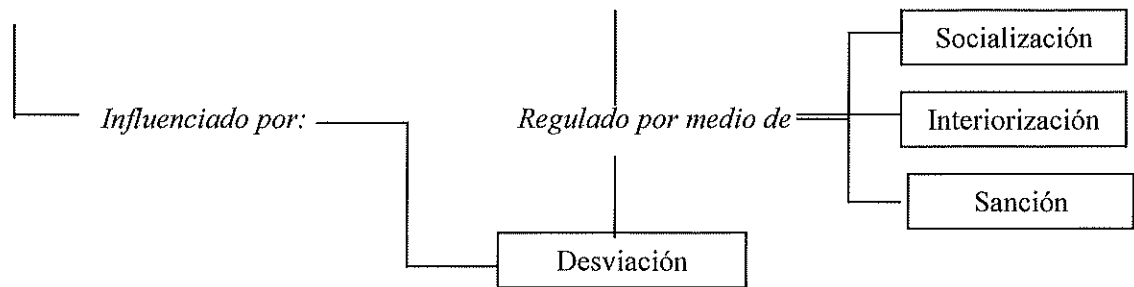 Socialización
Influenciado por:
Regulado por medio de
Interiorización
Sanción
Desviación